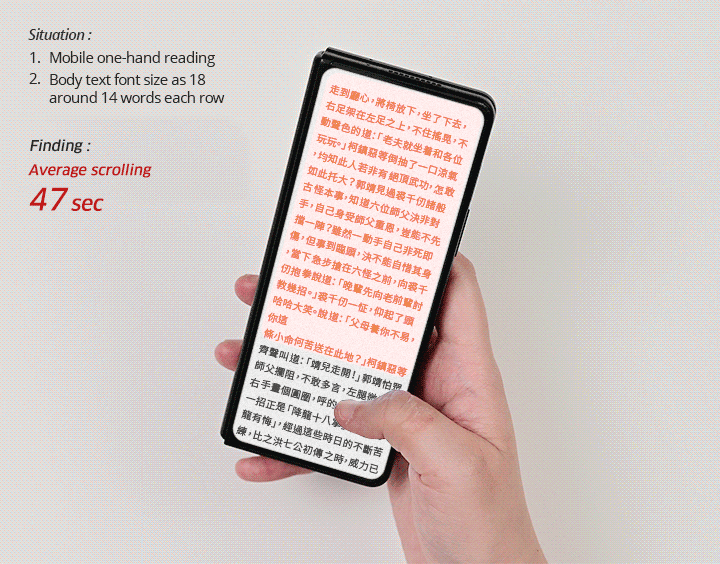 Situation :
1. Mobile one-hand reading
2. Body text font size as 18
around 14 words each row
Finding :
Average scrolling
47 sec
走到廳心，將椅放下，坐了下去，
右足架在左足之上，不住搖晃，不
動聲色的道：「老夫就坐着和各位
玩玩。」柯鎮惡等倒抽了一口涼氣
，均知此人若非有絕頂武功，怎敢
如此托大？郭靖見過裘千仞諸般
古怪本事，知道六位師父決非對
手，自己身受師父重恩，豈能不先
擋一陣？雖然一動手自己非死即
傷，但事到臨頭，決不能自惜其身
，當下急步搶在六怪之前，向裘千
仞抱拳說道：「晚輩先向老前輩討
教幾招。」裘千仞一怔，仰起了頭
哈哈大笑。說道：「父母養你不易，
你這
條小命何苦送在此地？」柯鎮惡等
齊聲叫道：「靖兒走開！」郭靖怕眾
師父攔阻，不敢多言，左腿微
右手畫個圓圈，呼的
一招正是「降龍十八掌
龍有悔」，經過這些時日的不斷苦
練，比之洪七公初傳之時，威力已